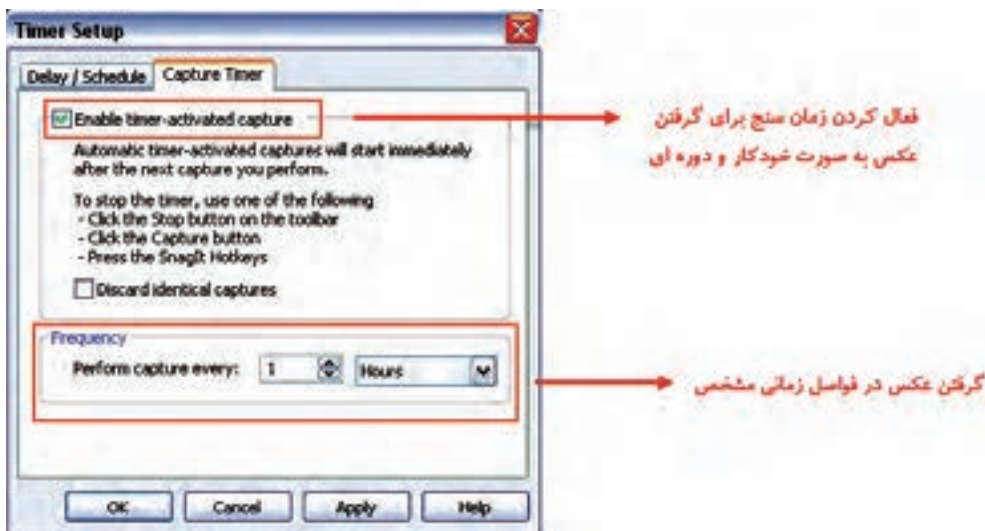 Timer Setup
Delay / Schedule
Capture Timer
Enable timer-activated capture
Automatic timer-activated captures will start immediately
after the next capture you perform.
To stop the timer, use one of the following
- Click the Stop button on the toolbar
- Click the Capture button
- Press the SnagIt Hotkeys
Discard identical captures
Frequency
Perform capture every: 1 Hours
OK Cancel Apply Help
فعال کردن زمان سنج برای گرفتن
عکس به صورت خودکار و دوره ای
گرفتن عکس در فواصل زمانی مشخص